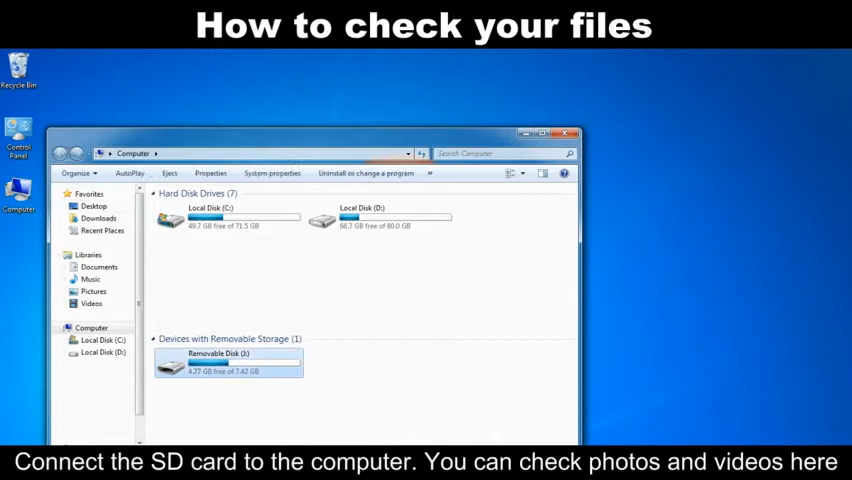 How to check your files
Recycle Bin
Control
Panel
Computer
Computer
Search Computer
Organize
AutoPlay
Eject
Properties
System properties
Uninstall or change a program
»
Favorites
Desktop
Downloads
Recent Places
Libraries
Documents
Music
Pictures
Videos
Computer
Local Disk (C:)
Local Disk (D:)
Hard Disk Drives (7)
Local Disk (C:)
49.7 GB free of 71.5 GB
Local Disk (D:)
66.7 GB free of 80.0 GB
Devices with Removable Storage (1)
Removable Disk (J:)
4.77 GB free of 7.42 GB
Connect the SD card to the computer. You can check photos and videos here